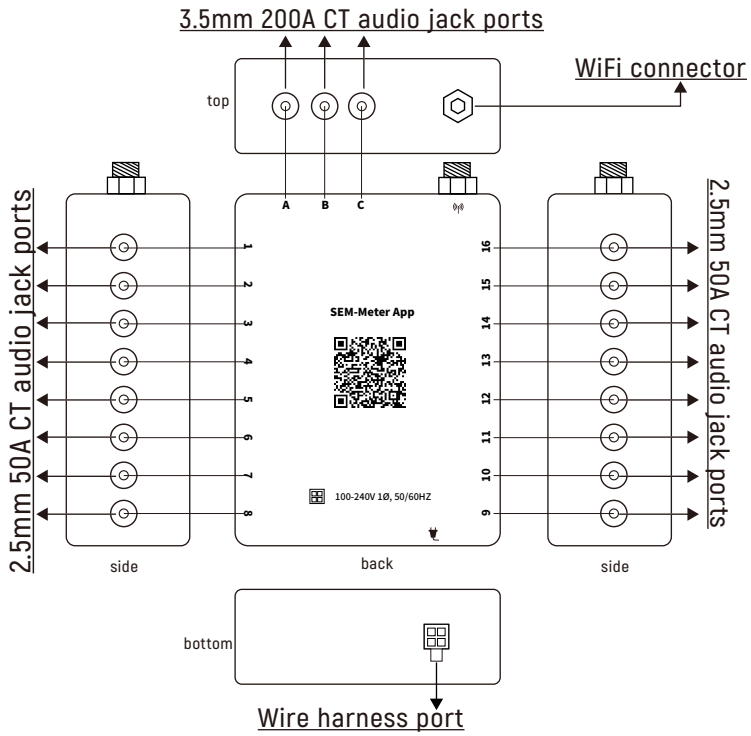 3.5mm 200A CT audio jack ports
WiFi connector
top
A B C
2.5mm 50A CT audio jack ports
1
2
3
4
5
6
7
8
SEM-Meter App
100-240V 1Ø, 50/60HZ
16
15
14
13
12
11
10
9
2.5mm 50A CT audio jack ports
side
back
side
bottom
Wire harness port